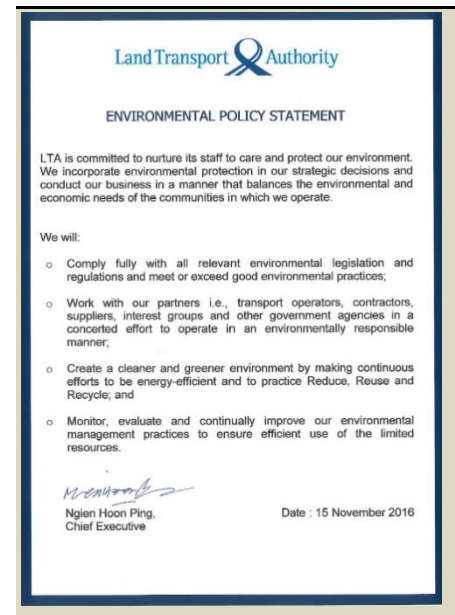 Land Transport Authority
ENVIRONMENTAL POLICY STATEMENT
LTA is committed to nurture its staff to care and protect our environment.
We incorporate environmental protection in our strategic decisions and
conduct our business in a manner that balances the environmental and
economic needs of the communities in which we operate.
We will:
o Comply fully with all relevant environmental legislation and
regulations and meet or exceed good environmental practices;
o Work with our partners i.e., transport operators, contractors,
suppliers, interest groups and other government agencies in a
concerted effort to operate in an environmentally responsible
manner;
o Create a cleaner and greener environment by making continuous
efforts to be energy-efficient and to practice Reduce, Reuse and
Recycle; and
o Monitor, evaluate and continually improve our environmental
management practices to ensure efficient use of the limited
resources.
Ngien Hoon Ping, Date : 15 November 2016
Chief Executive